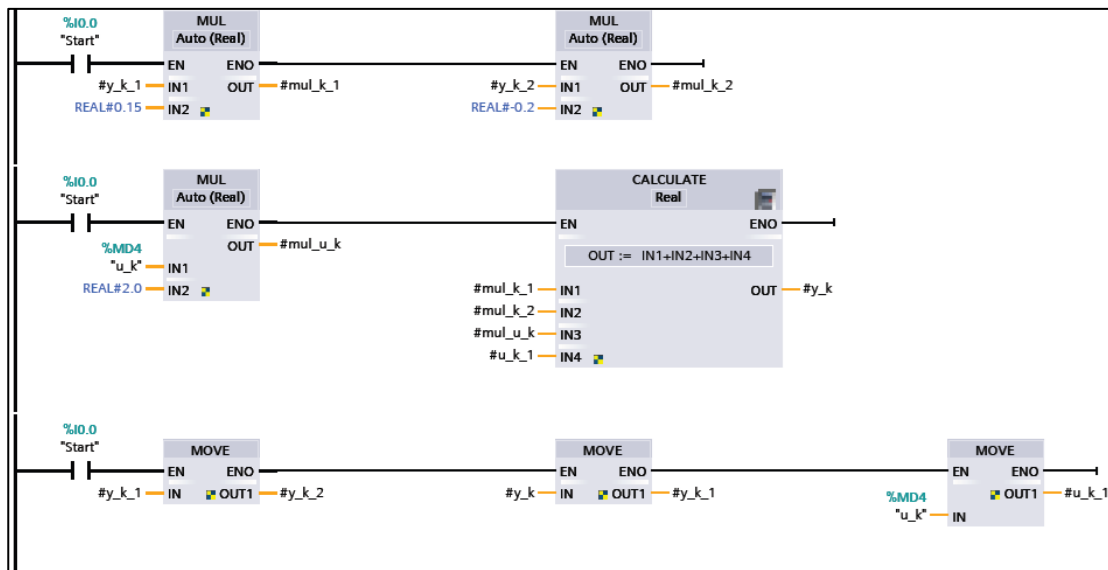 %I0.0
"Start"
MUL
Auto (Real)
EN ENO
#y_k_1 IN1 OUT #mul_k_1
REAL#0.15 IN2
MUL
Auto (Real)
EN ENO
#y_k_2 IN1 OUT #mul_k_2
REAL#-0.2 IN2
%I0.0
"Start"
MUL
Auto (Real)
EN ENO
OUT #mul_u_k
%MD4
"u_k" IN1
REAL#2.0 IN2
CALCULATE
Real
EN ENO
OUT := IN1+IN2+IN3+IN4
#mul_k_1 IN1 OUT #y_k
#mul_k_2 IN2
#mul_u_k IN3
#u_k_1 IN4
%I0.0
"Start"
MOVE
EN ENO
#y_k_1 IN OUT1 #y_k_2
MOVE
EN ENO
#y_k IN OUT1 #y_k_1
MOVE
EN ENO
OUT1 #u_k_1
%MD4
"u_k" IN